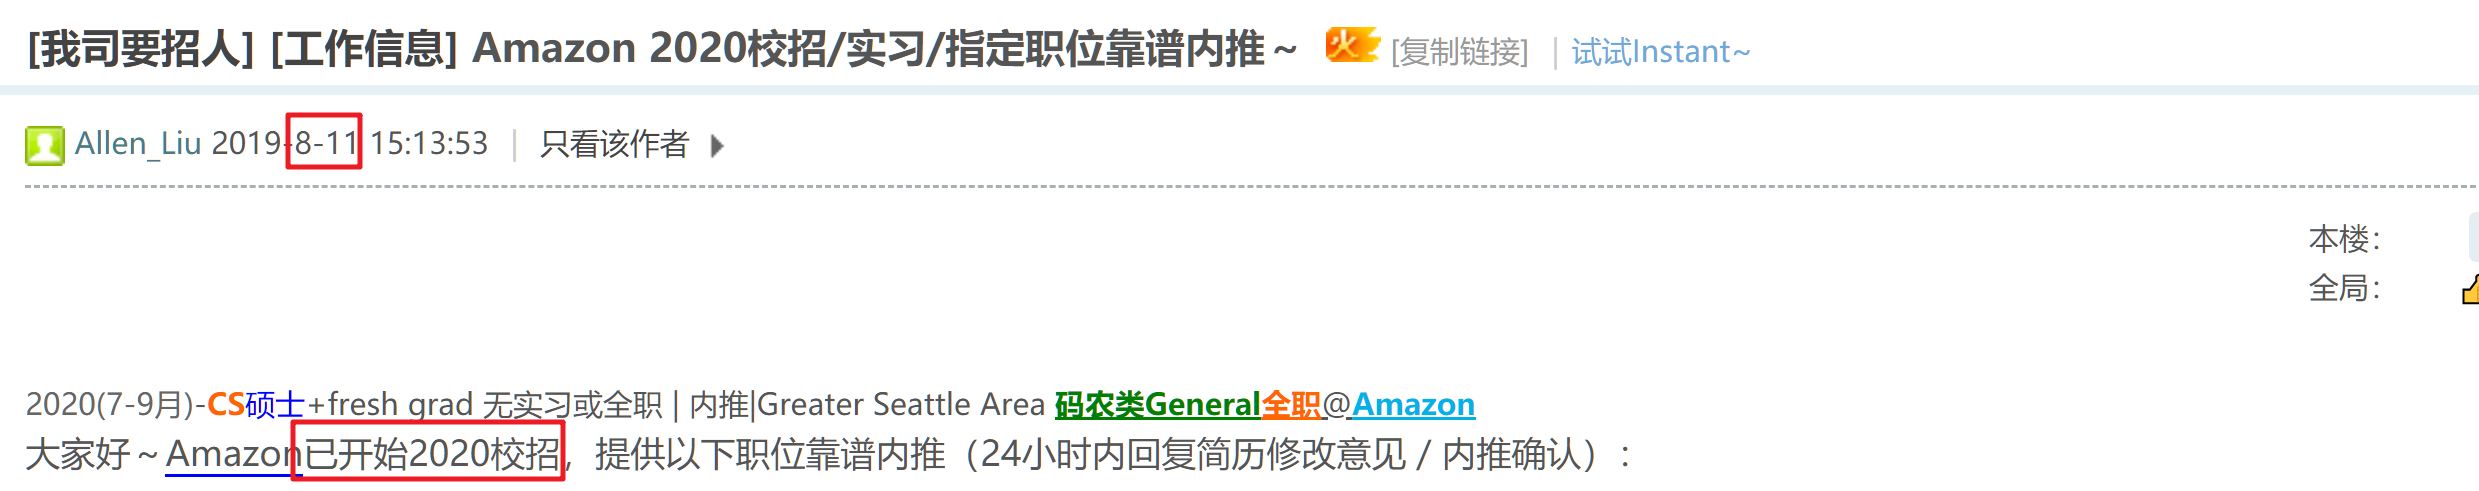 [我司要招人] [工作信息] Amazon 2020校招/实习/指定职位靠谱内推～ 火 [复制链接] | 试试Instant~
Allen_Liu 2019-8-11 15:13:53 | 只看该作者
本楼：
全局：
2020(7-9月)-CS硕士+fresh grad 无实习或全职 | 内推|Greater Seattle Area 码农类General全职@Amazon
大家好～Amazon已开始2020校招，提供以下职位靠谱内推（24小时内回复简历修改意见 / 内推确认）：